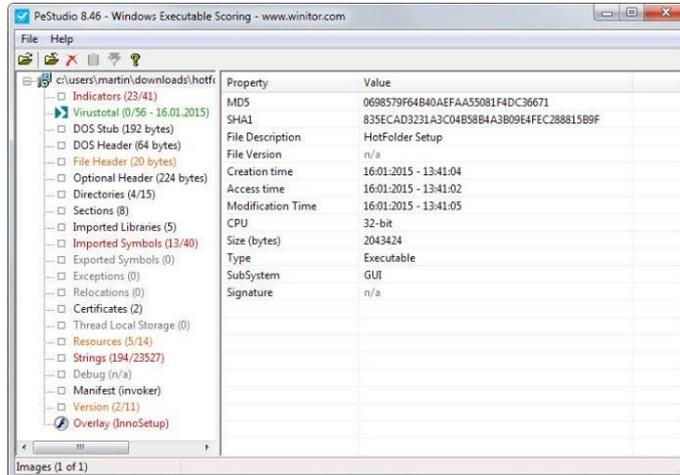 PeStudio 8.46 - Windows Executable Scoring - www.winitor.com
File Help
c:\users\martin\downloads\hotfc
Indicators (23/41)
Virustotal (0/56 - 16.01.2015)
DOS Stub (192 bytes)
DOS Header (64 bytes)
File Header (20 bytes)
Optional Header (224 bytes)
Directories (4/15)
Sections (8)
Imported Libraries (5)
Imported Symbols (13/40)
Exported Symbols (0)
Exceptions (0)
Relocations (0)
Certificates (2)
Thread Local Storage (0)
Resources (5/14)
Strings (194/23527)
Debug (n/a)
Manifest (invoker)
Version (2/11)
Overlay (InnoSetup)
Property Value
MD5 0698579F64B40AEFAA55081F4DC36671
SHA1 835ECAD3231A3C04B58B4A3B09E4FEC288815B9F
File Description HotFolder Setup
File Version n/a
Creation time 16:01:2015 - 13:41:04
Access time 16:01:2015 - 13:41:02
Modification Time 16:01:2015 - 13:41:05
CPU 32-bit
Size (bytes) 2043424
Type Executable
SubSystem GUI
Signature n/a
Images (1 of 1)